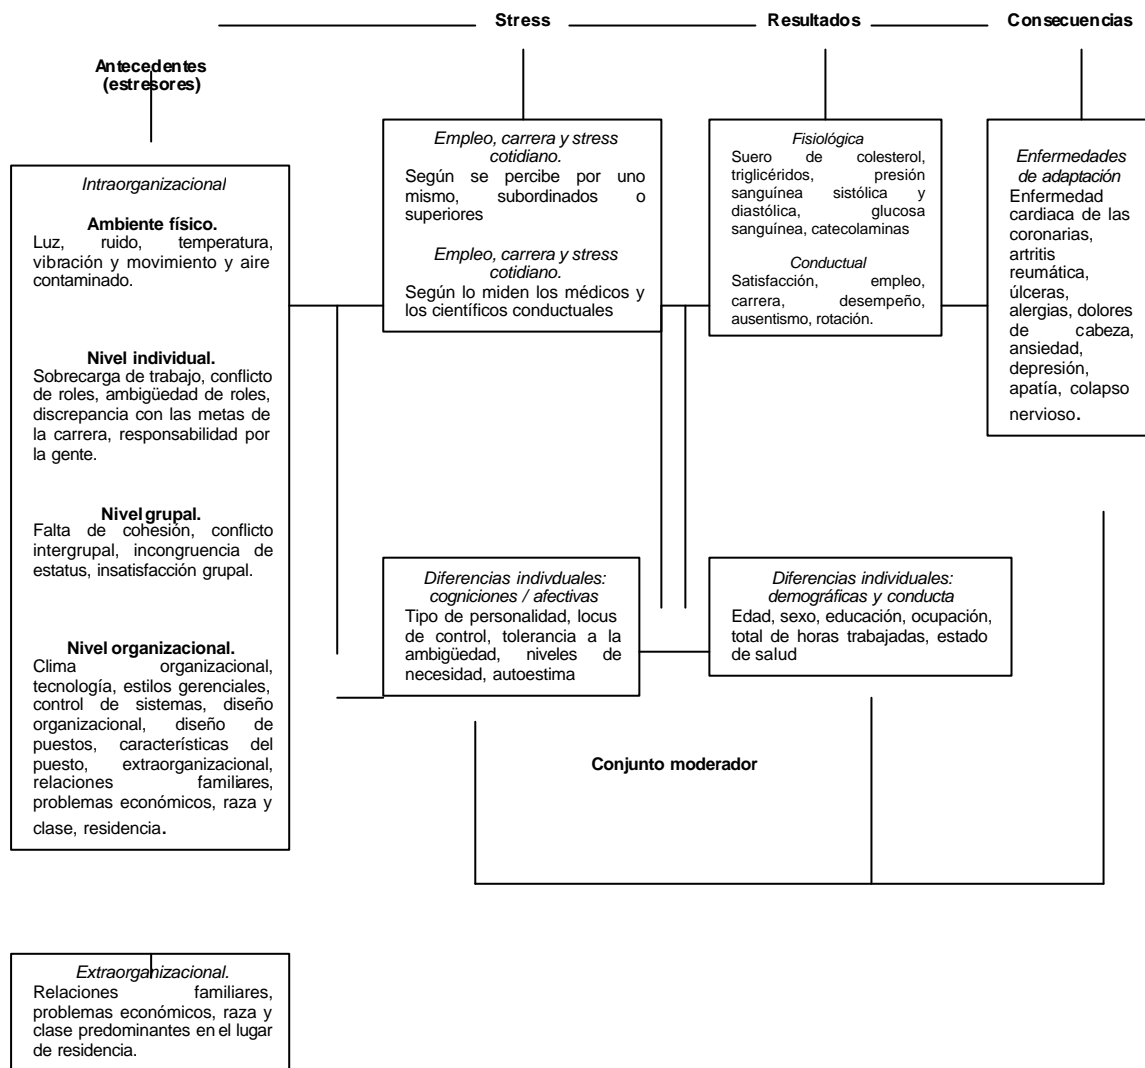 Stress
Resultados
Consecuencias
Antecedentes
(estresores)
Intraorganizacional
Ambiente físico.
Luz, ruido, temperatura,
vibración y movimiento y aire
contaminado.
Nivel individual.
Sobrecarga de trabajo, conflicto
de roles, ambigüedad de roles,
discrepancia con las metas de
la carrera, responsabilidad por
la gente.
Nivel grupal.
Falta de cohesión, conflicto
intergrupal, incongruencia de
estatus, insatisfacción grupal.
Nivel organizacional.
Clima organizacional,
tecnología, estilos gerenciales,
control de sistemas, diseño
organizacional, diseño de
puestos, características del
puesto, extraorganizacional,
relaciones familiares,
problemas económicos, raza y
clase, residencia.
Extraorganizacional.
Relaciones familiares,
problemas económicos, raza y
clase predominantes en el lugar
de residencia.
Empleo, carrera y stress
cotidiano.
Según se percibe por uno
mismo, subordinados o
superiores
Empleo, carrera y stress
cotidiano.
Según lo miden los médicos y
los científicos conductuales
Diferencias indivduales:
cogniciones / afectivas
Tipo de personalidad, locus
de control, tolerancia a la
ambigüedad, niveles de
necesidad, autoestima
Fisiológica
Suero de colesterol,
triglicéridos, presión
sanguínea sistólica y
diastólica, glucosa
sanguínea, catecolaminas
Conductual
Satisfacción, empleo,
carrera, desempeño,
ausentismo, rotación.
Diferencias individuales:
demográficas y conducta
Edad, sexo, educación, ocupación,
total de horas trabajadas, estado
de salud
Conjunto moderador
Enfermedades
de adaptación
Enfermedad
cardiaca de las
coronarias,
artritis
reumática,
úlceras,
alergias, dolores
de cabeza,
ansiedad,
depresión,
apatía, colapso
nervioso.